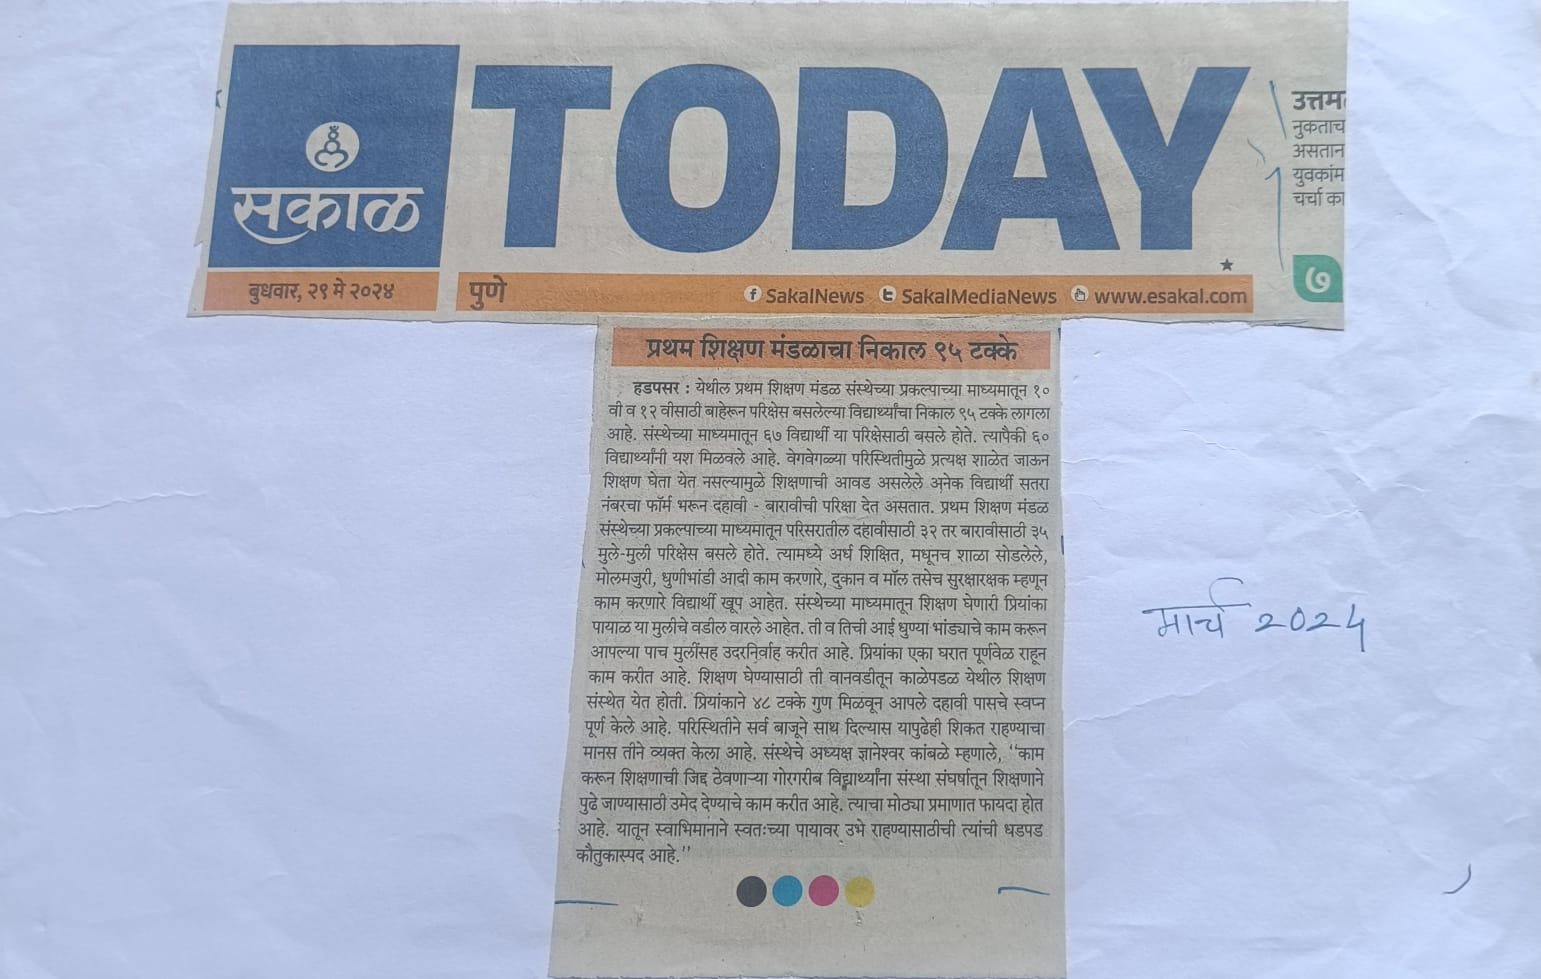 सकाळ
TODAY
बुधवार, २९ मे २०२४
पुणे
SakalNews SakalMediaNews www.esakal.com
उत्तम
नुकताच
असतान
युवकांम
चर्चा का
७
प्रथम शिक्षण मंडळाचा निकाल ९५ टक्के
हडपसर : येथील प्रथम शिक्षण मंडळ संस्थेच्या प्रकल्पाच्या माध्यमातून १०
वी व १२ वीसाठी बाहेरून परिक्षेस बसलेल्या विद्यार्थ्यांचा निकाल ९५ टक्के लागला
आहे. संस्थेच्या माध्यमातून ६७ विद्यार्थी या परिक्षेसाठी बसले होते. त्यापैकी ६०
विद्यार्थ्यांनी यश मिळवले आहे. वेगवेगळ्या परिस्थितीमुळे प्रत्यक्ष शाळेत जाऊन
शिक्षण घेता येत नसल्यामुळे शिक्षणाची आवड असलेले अनेक विद्यार्थी सतरा
नंबरचा फॉर्म भरून दहावी - बारावीची परिक्षा देत असतात. प्रथम शिक्षण मंडळ
संस्थेच्या प्रकल्पाच्या माध्यमातून परिसरातील दहावीसाठी ३२ तर बारावीसाठी ३५
मुले-मुली परिक्षेस बसले होते. त्यामध्ये अर्ध शिक्षित, मधूनच शाळा सोडलेले,
मोलमजुरी, धुणीभांडी आदी काम करणारे, दुकान व मॉल तसेच सुरक्षारक्षक म्हणून
काम करणारे विद्यार्थी खूप आहेत. संस्थेच्या माध्यमातून शिक्षण घेणारी प्रियांका
पायाळ या मुलीचे वडील वारले आहेत. ती व तिची आई धुण्या भांड्याचे काम करून
आपल्या पाच मुलींसह उदरनिर्वाह करीत आहे. प्रियांका एका घरात पूर्णवेळ राहून
काम करीत आहे. शिक्षण घेण्यासाठी ती वानवडीतून काळेपडळ येथील शिक्षण
संस्थेत येत होती. प्रियांकाने ४८ टक्के गुण मिळवून आपले दहावी पासचे स्वप्न
पूर्ण केले आहे. परिस्थितीने सर्व बाजूने साथ दिल्यास यापुढेही शिकत राहण्याचा
मानस तीने व्यक्त केला आहे. संस्थेचे अध्यक्ष ज्ञानेश्वर कांबळे म्हणाले, ‘‘काम
करून शिक्षणाची जिद्द ठेवणाऱ्या गोरगरीब विद्यार्थ्यांना संस्था संघर्षातून शिक्षणाने
पुढे जाण्यासाठी उमेद देण्याचे काम करीत आहे. त्याचा मोठ्या प्रमाणात फायदा होत
आहे. यातून स्वाभिमानाने स्वतःच्या पायावर उभे राहण्यासाठीची त्यांची धडपड
कौतुकास्पद आहे.’’
मार्च २०२४